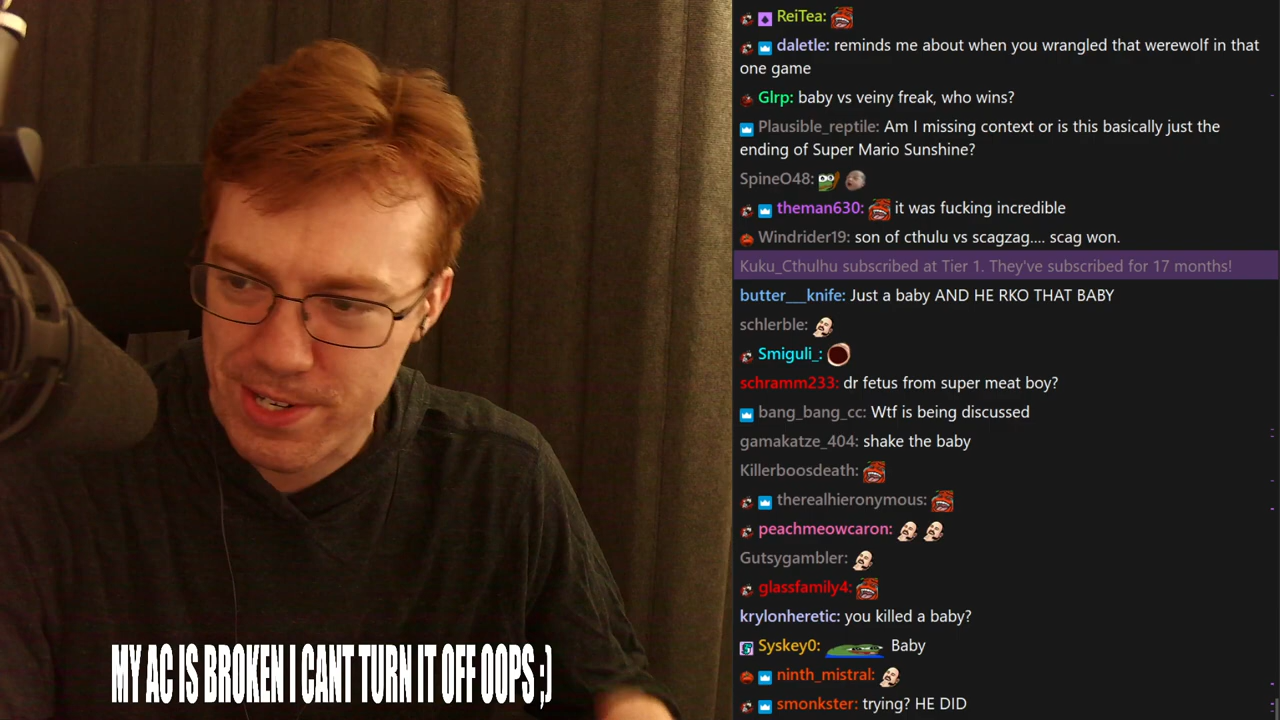 ReiTea:
daletle: reminds me about when you wrangled that werewolf in that
one game
Glrp: baby vs veiny freak, who wins?
Plausible_reptile: Am I missing context or is this basically just the
ending of Super Mario Sunshine?
SpineO48:
theman630: it was fucking incredible
Windrider19: son of cthulu vs scagzag.... scag won.
Kuku_Cthulhu subscribed at Tier 1. They've subscribed for 17 months!
butter___knife: Just a baby AND HE RKO THAT BABY
schlerble:
Smiguli_:
schramm233: dr fetus from super meat boy?
bang_bang_cc: Wtf is being discussed
gamakatze_404: shake the baby
Killerboosdeath:
therealhieronymous:
peachmeowcaron:
Gutsygambler:
glassfamily4:
krylonheretic: you killed a baby?
Syskey0: Baby
ninth_mistral:
smonkster: trying? HE DID
MY AC IS BROKEN I CANT TURN IT OFF OOPS ;)